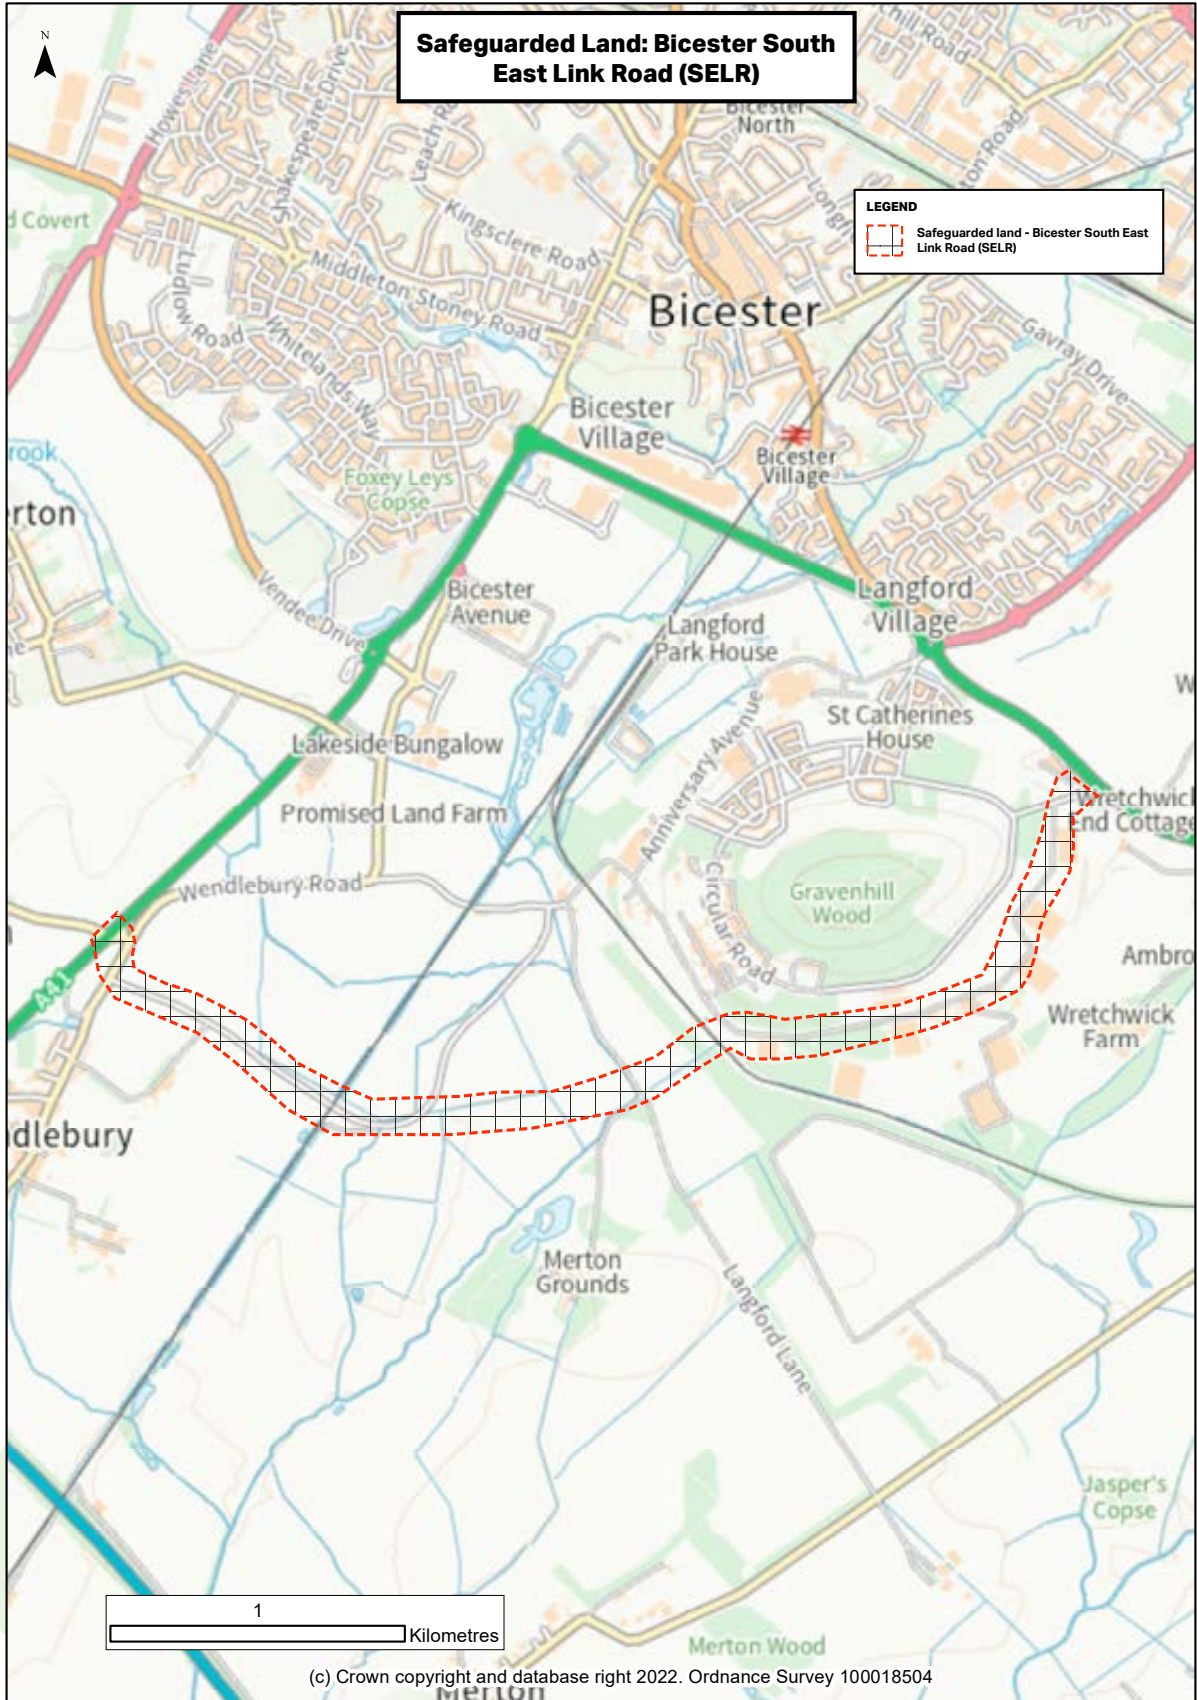 N
Safeguarded Land: Bicester South
East Link Road (SELR)
LEGEND
Safeguarded land - Bicester South East
Link Road (SELR)
Howes Lane
Shakespeare Drive
Bicester
North
d Covert
Kingsclere Road
Ludlow Road
Middleton Stoney Road
Whitelands Way
Bicester
Gavray Drive
Bicester
Village
Bicester
Village
rook
Foxey Leys
Copse
erton
Vendee Drive
Bicester
Avenue
Langford
Village
Langford
Park House
Anniversary Avenue
St Catherines
House
Lakeside Bungalow
Promised Land Farm
Wretchwick
End Cottage
Wendlebury Road
Circular Road
Gravenhill
Wood
A41
Ambro
Wretchwick
Farm
dlebury
Merton
Grounds
Langford Lane
Jasper's
Copse
1
Kilometres
Merton Wood
(c) Crown copyright and database right 2022. Ordnance Survey 100018504
Merton